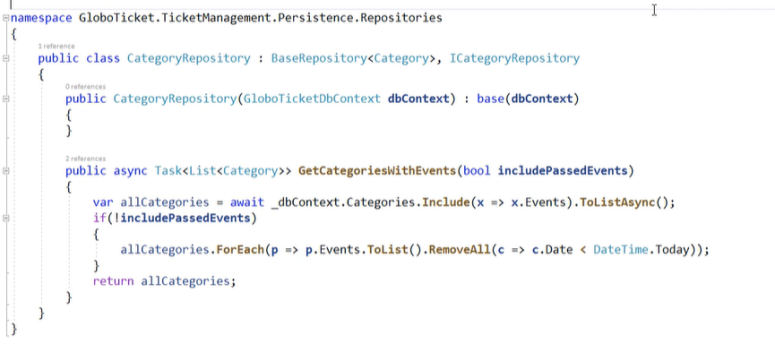 namespace GloboTicket.TicketManagement.Persistence.Repositories
{
1 reference
public class CategoryRepository : BaseRepository<Category>, ICategoryRepository
{
0 references
public CategoryRepository(GloboTicketDbContext dbContext) : base(dbContext)
{
}
2 references
public async Task<List<Category>> GetCategoriesWithEvents(bool includePassedEvents)
{
var allCategories = await _dbContext.Categories.Include(x => x.Events).ToListAsync();
if(!includePassedEvents)
{
allCategories.ForEach(p => p.Events.ToList().RemoveAll(c => c.Date < DateTime.Today));
}
return allCategories;
}
}
}